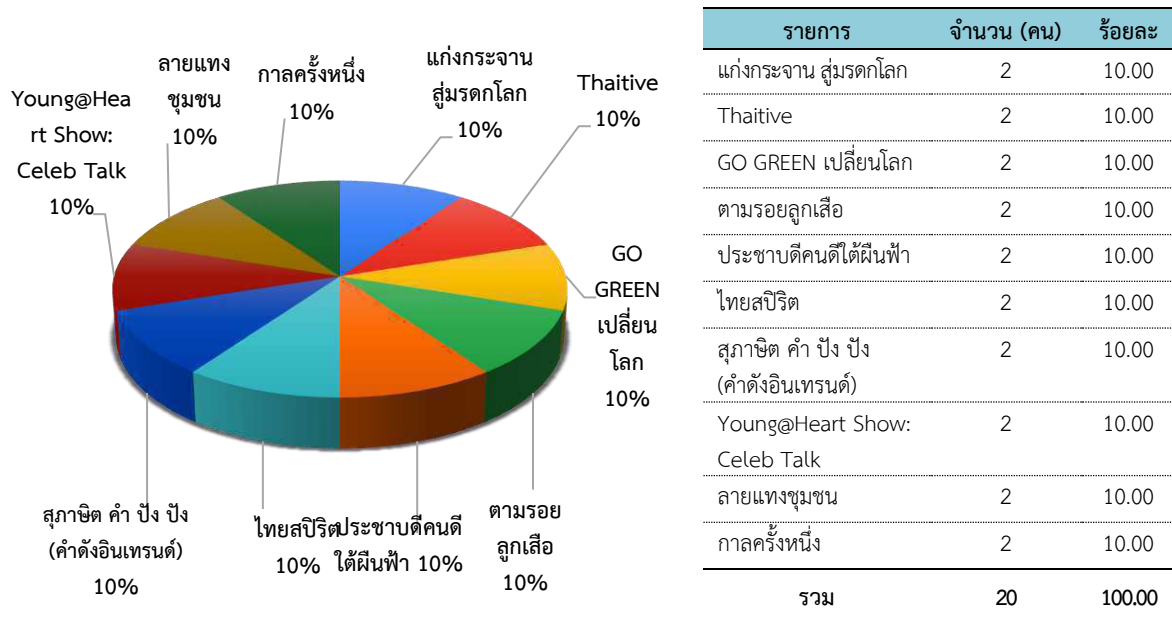 ลายแทง
ชุมชน
10%
กาลครั้งหนึ่ง
10%
แก่งกระจาน
สู่มรดกโลก
10%
Thaitive
10%
Young@Hea
rt Show:
Celeb Talk
10%
GO
GREEN
เปลี่ยน
โลก
10%
สุภาษิต คำ ปัง ปัง
(คำดังอินเทรนด์)
10%
ไทยสปิริต
10%
ประชาบดีคนดี
ใต้ผืนฟ้า 10%
ตามรอย
ลูกเสือ
10%
รายการ จำนวน (คน) ร้อยละ
แก่งกระจาน สู่มรดกโลก 2 10.00
Thaitive 2 10.00
GO GREEN เปลี่ยนโลก 2 10.00
ตามรอยลูกเสือ 2 10.00
ประชาบดีคนดีใต้ผืนฟ้า 2 10.00
ไทยสปิริต 2 10.00
สุภาษิต คำ ปัง ปัง 2 10.00
(คำดังอินเทรนด์)
Young@Heart Show: 2 10.00
Celeb Talk
ลายแทงชุมชน 2 10.00
กาลครั้งหนึ่ง 2 10.00
รวม 20 100.00